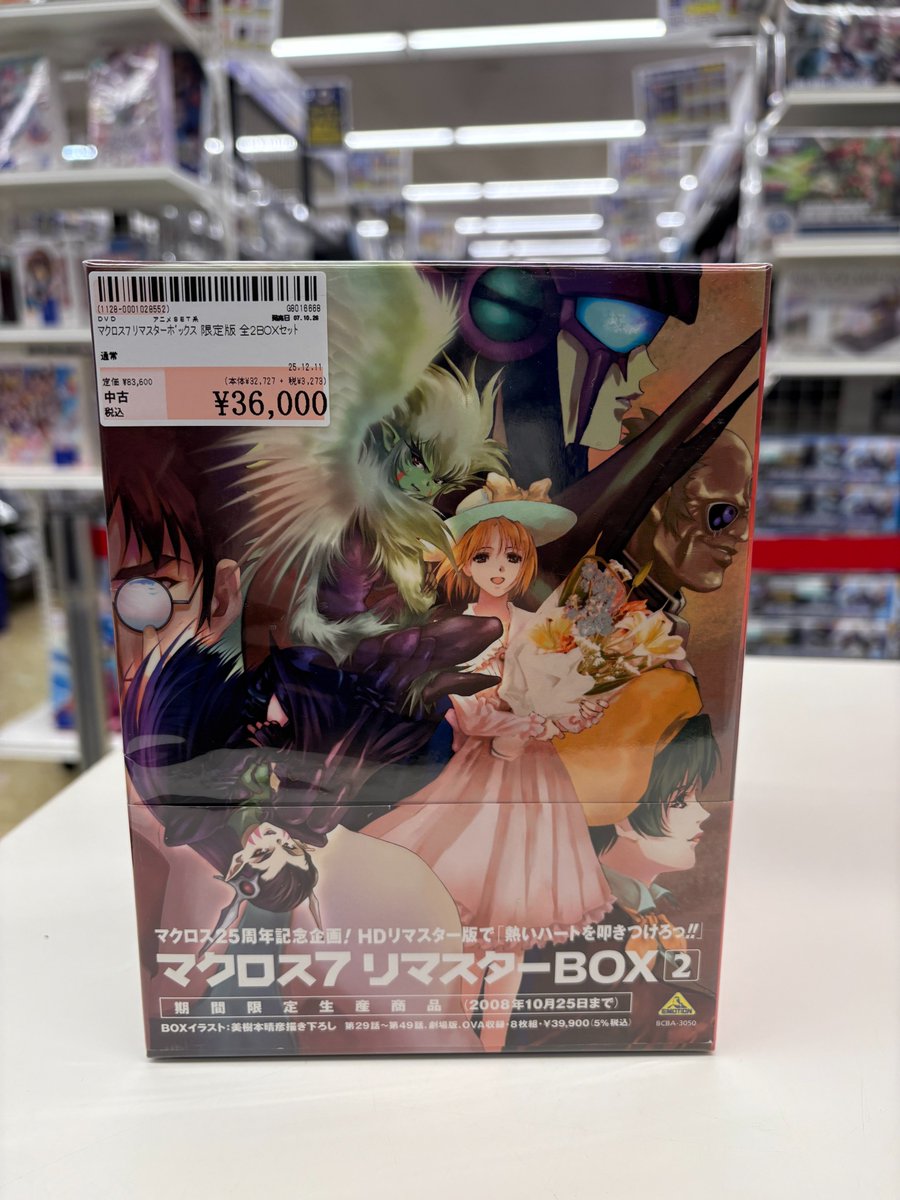 (1128-0001028552)
G8016668
DVD アニメSET系 発売日 07.10.26
マクロス7リマスターボックス 限定版 全2BOXセット
通常
25.12.11
定価 ¥83,600 (本体¥32,727 + 税¥3,273)
中古
税込
¥36,000
マクロス25周年記念企画! HDリマスター版で「熱いハートを叩きつけろっ!!」
マクロス7 リマスターBOX 2
期間限定生産商品 (2008年10月25日まで)
BOXイラスト:美樹本晴彦描き下ろし 第29話~第49話、劇場版、OVA収録・8枚組・¥39,900(5%税込)
EMOTION
BCBA-3050